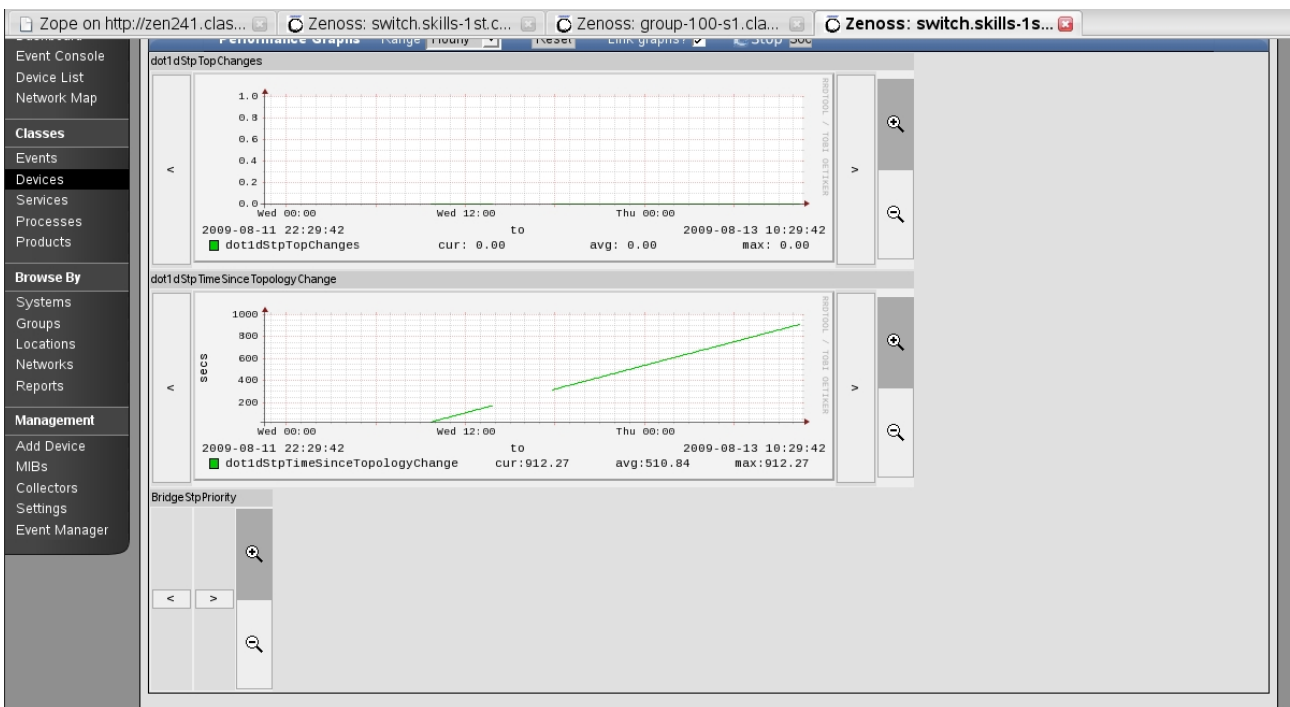 Zope on http://zen241.clas... Zenoss: switch.skills-1st.c... Zenoss: group-100-s1.cla... Zenoss: switch.skills-1s...
Dashboard
Performance Graphs Range Hourly Reset Link graphs? Stop 300
Event Console
Device List
Network Map
Classes
Events
Devices
Services
Processes
Products
Browse By
Systems
Groups
Locations
Networks
Reports
Management
Add Device
MIBs
Collectors
Settings
Event Manager
dot1dStpTopChanges
1.0
0.8
0.6
0.4
0.2
0.0
Wed 00:00 Wed 12:00 Thu 00:00
2009-08-11 22:29:42 to 2009-08-13 10:29:42
dot1dStpTopChanges cur: 0.00 avg: 0.00 max: 0.00
RRDTOOL / TOBI OETIKER
<
>
dot1dStpTimeSinceTopologyChange
1000
800
600
400
200
secs
Wed 00:00 Wed 12:00 Thu 00:00
2009-08-11 22:29:42 to 2009-08-13 10:29:42
dot1dStpTimeSinceTopologyChange cur:912.27 avg:510.84 max:912.27
RRDTOOL / TOBI OETIKER
<
>
BridgeStpPriority
< >